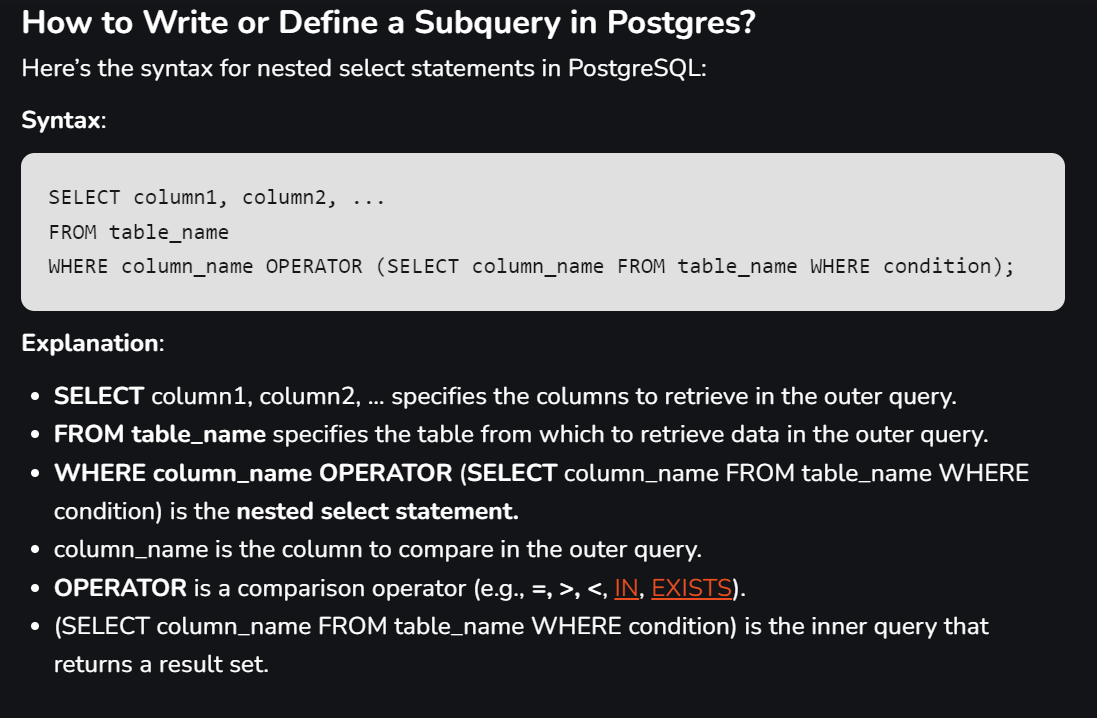 How to Write or Define a Subquery in Postgres?
Here’s the syntax for nested select statements in PostgreSQL:
Syntax:
SELECT column1, column2, ...
FROM table_name
WHERE column_name OPERATOR (SELECT column_name FROM table_name WHERE condition);
Explanation:
• SELECT column1, column2, … specifies the columns to retrieve in the outer query.
• FROM table_name specifies the table from which to retrieve data in the outer query.
• WHERE column_name OPERATOR (SELECT column_name FROM table_name WHERE
condition) is the nested select statement.
• column_name is the column to compare in the outer query.
• OPERATOR is a comparison operator (e.g., =, >, <, IN, EXISTS).
• (SELECT column_name FROM table_name WHERE condition) is the inner query that
returns a result set.